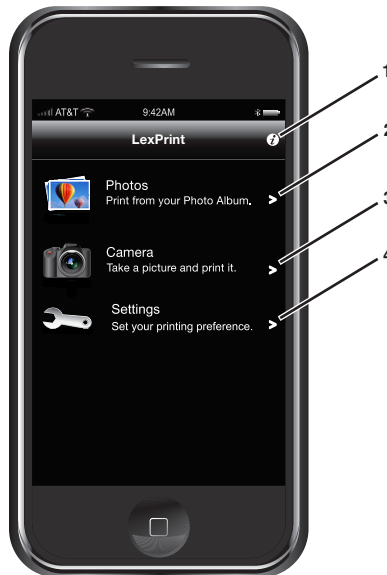 AT&T 9:42AM
LexPrint
Photos
Print from your Photo Album.
Camera
Take a picture and print it.
Settings
Set your printing preference.
1
2
3
4